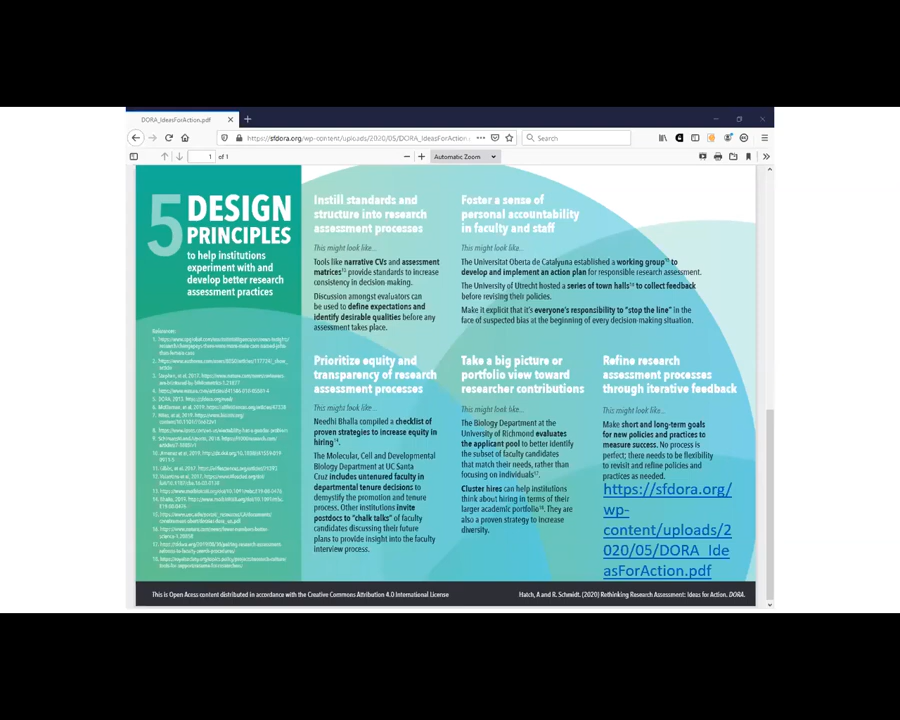 DORA_IdeasForAction.pdf
https://sfdora.org/wp-content/uploads/2020/05/DORA_IdeasForAction.
Search
1 of 1
Automatic Zoom
5 DESIGN
PRINCIPLES
to help institutions
experiment with and
develop better research
assessment practices
References:
Instill standards and
structure into research
assessment processes
This might look like...
Tools like narrative CVs and assessment
matrices provide standards to increase
consistency in decision making.
Discussion amongst evaluators can
be used to define expectations and
identify desirable qualities before any
assessment takes place.
Foster a sense of
personal accountability
in faculty and staff
This might look like...
The Universitat Oberta de Catalyuna established a working group to
develop and implement an action plan for responsible research assessment.
The University of Utrecht hosted a series of town halls to collect feedback
before revising their policies.
Make it explicit that it's everyone's responsibility to "stop the line" in the
face of suspected bias at the beginning of every decision-making situation.
Prioritize equity and
transparency of research
assessment processes
This might look like...
Needhi Bhalla compiled a checklist of
proven strategies to increase equity in
hiring14.
The Molecular, Cell and Developmental
Biology Department at UC Santa
Cruz includes untenured faculty in
departmental tenure decisions to
demystify the promotion and tenure
process. Other institutions invite
postdocs to "chalk talks" of faculty
candidates discussing their future
plans to provide insight into the faculty
interview process.
Take a big picture or
portfolio view toward
researcher contributions
This might look like...
The Biology Department at the
University of Richmond evaluates
the applicant pool to better identify
the subset of faculty candidates
that match their needs, rather than
focusing on individuals17.
Cluster hires can help institutions
think about hiring in terms of their
larger academic portfolio. They are
also a proven strategy to increase
diversity.
Refine research
assessment processes
through iterative feedback
This might look like...
Make short and long-term goals
for new policies and practices to
measure success. No process is
perfect; there needs to be flexibility
to revisit and refine policies and
practices as needed.
https://sfdora.org/
wp-
content/uploads/2
020/05/DORA_Ide
asForAction.pdf
This is Open Acess content distributed in accordance with the Creative Commons Attribution 4.0 International License
Hatch, A and R. Schmidt. (2020) Rethinking Research Assessment: Ideas for Action. DORA.